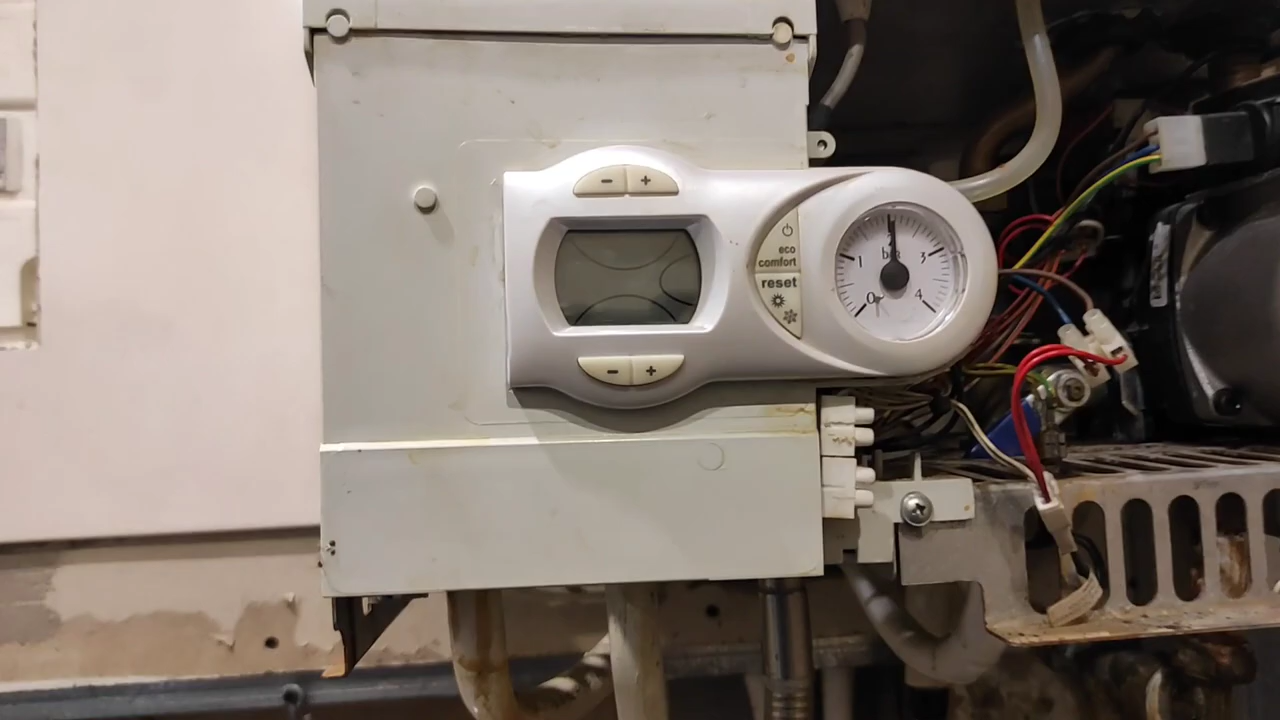 - +
eco
comfort
reset
- +
0 1 2 3 4
bar